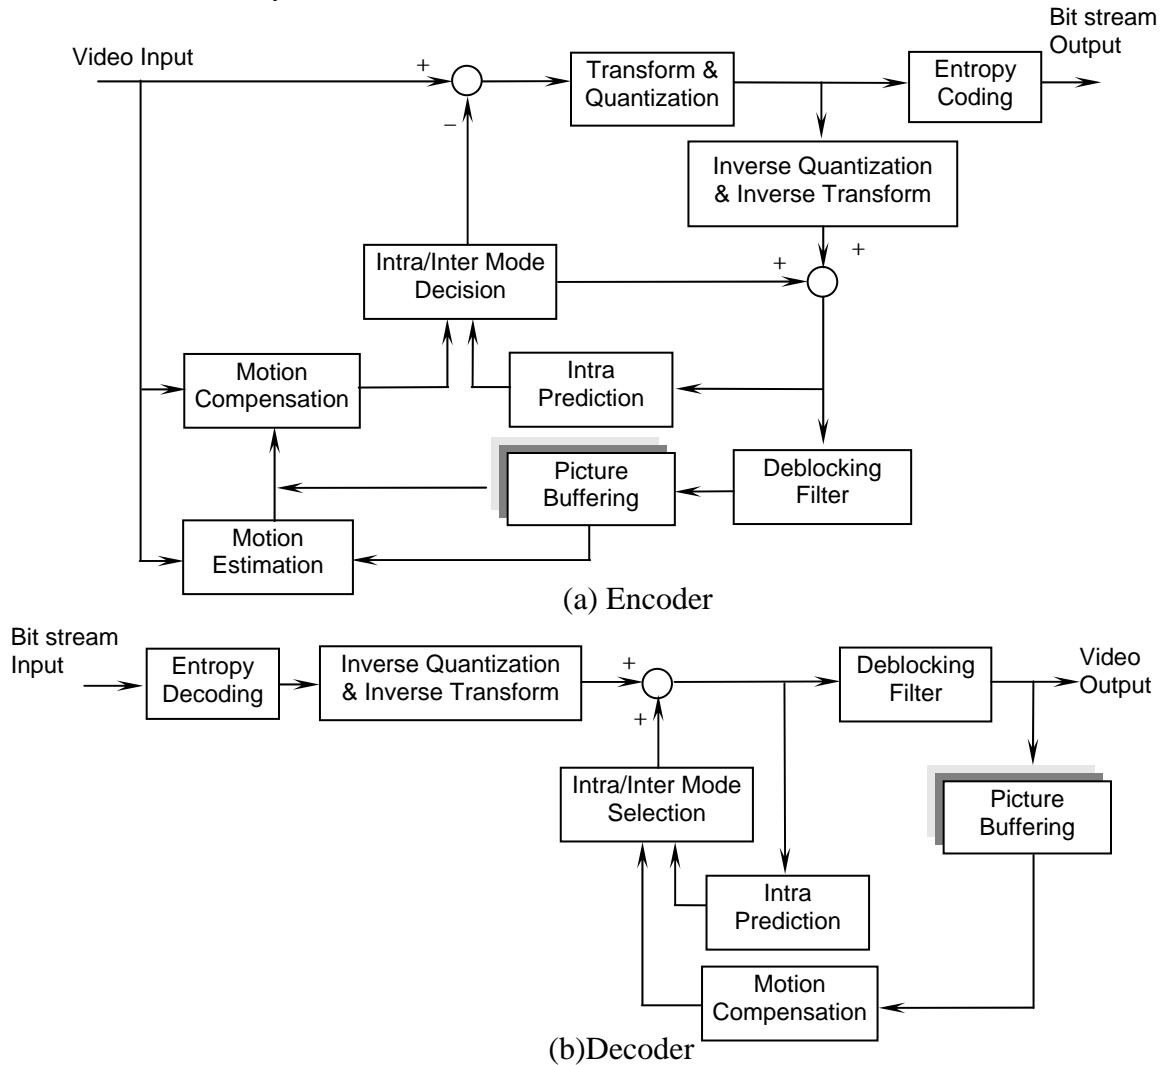 Video Input
+
−
Transform &
Quantization
Entropy
Coding
Bit stream
Output
Inverse Quantization
& Inverse Transform
+
+
Intra/Inter Mode
Decision
Motion
Compensation
Intra
Prediction
Picture
Buffering
Deblocking
Filter
Motion
Estimation
(a) Encoder
Bit stream
Input
Entropy
Decoding
Inverse Quantization
& Inverse Transform
+
+
Deblocking
Filter
Video
Output
Intra/Inter Mode
Selection
Picture
Buffering
Intra
Prediction
Motion
Compensation
(b)Decoder